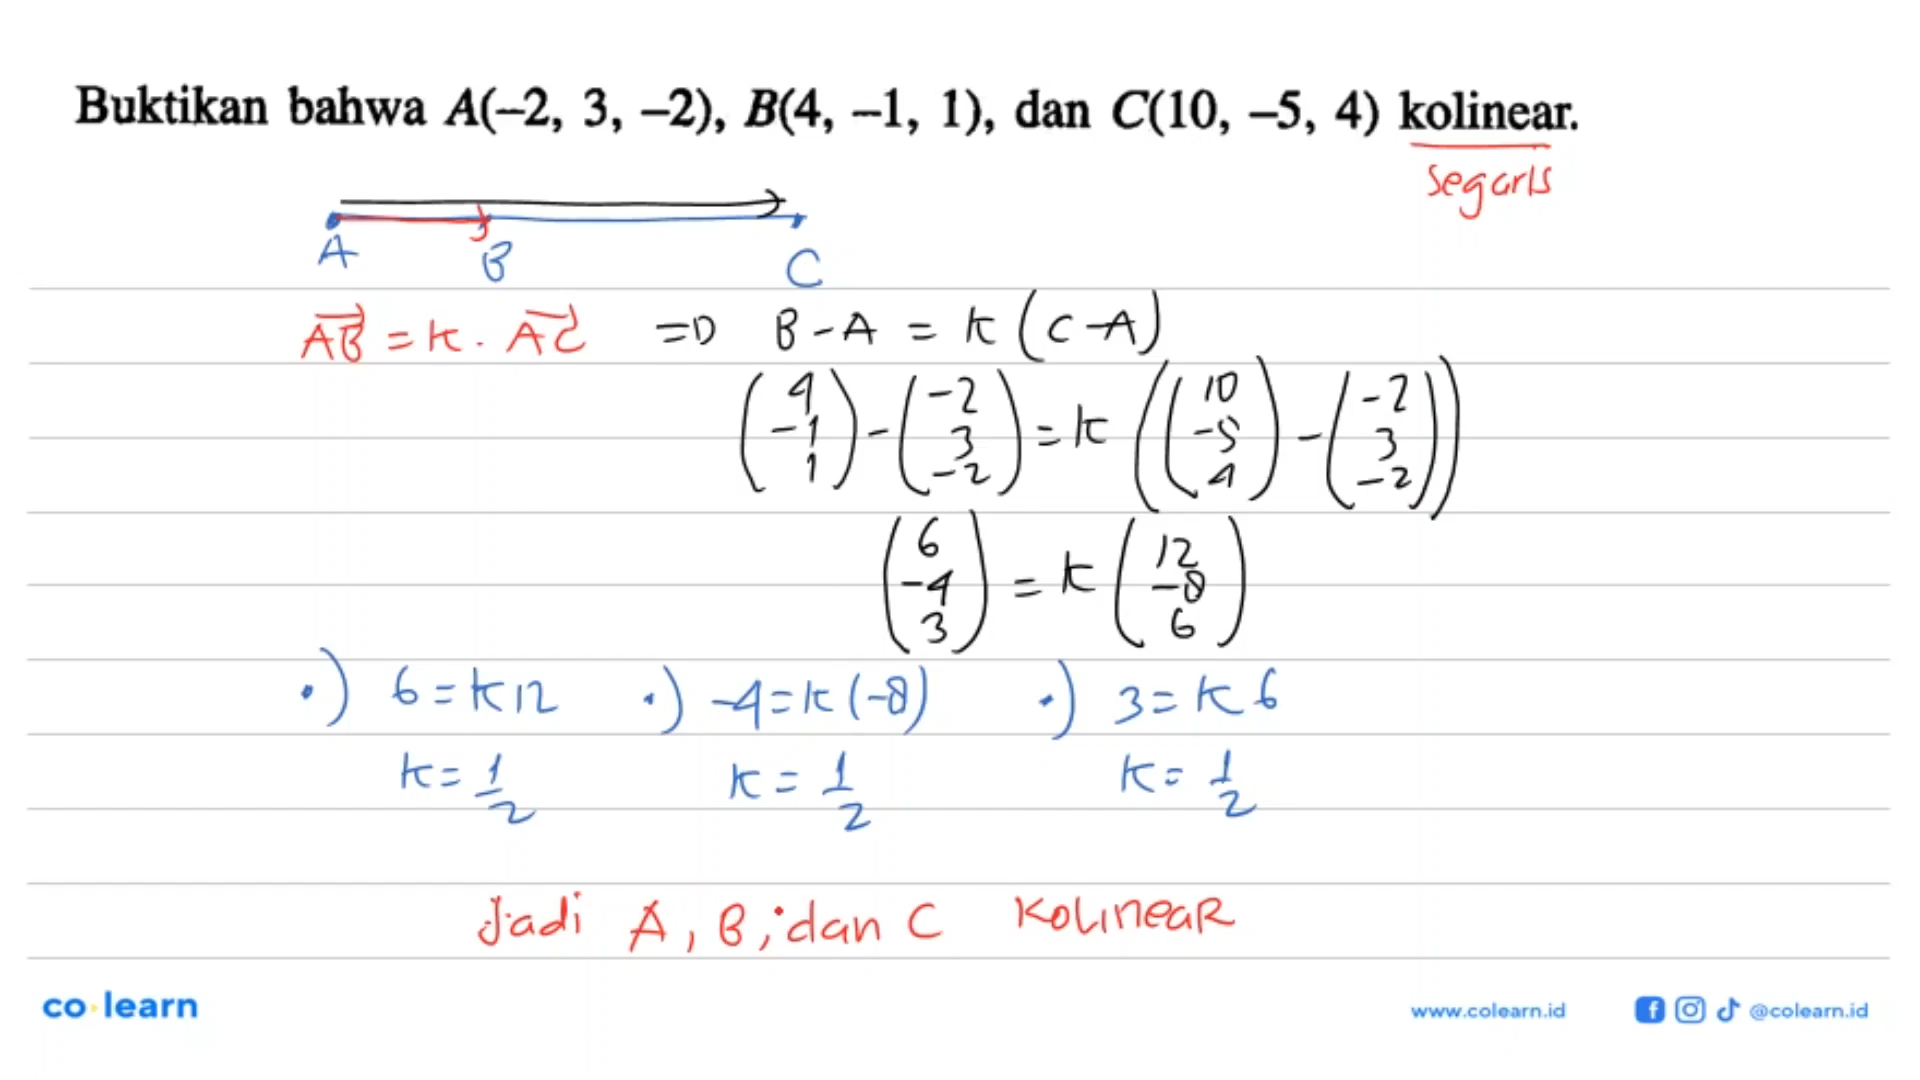 Buktikan bahwa A(–2, 3, –2), B(4, –1, 1), dan C(10, –5, 4) kolinear.
segaris
A B C
AB = k . AC => B - A = k (C - A)
(4 -1 1) - (-2 3 -2) = k ((10 -5 4) - (-2 3 -2))
(6 -4 3) = k (12 -8 6)
•) 6 = k 12 •) -4 = k (-8) •) 3 = k 6
k = 1/2 k = 1/2 k = 1/2
Jadi A, B, dan C kolinear
co·learn www.colearn.id @colearn.id